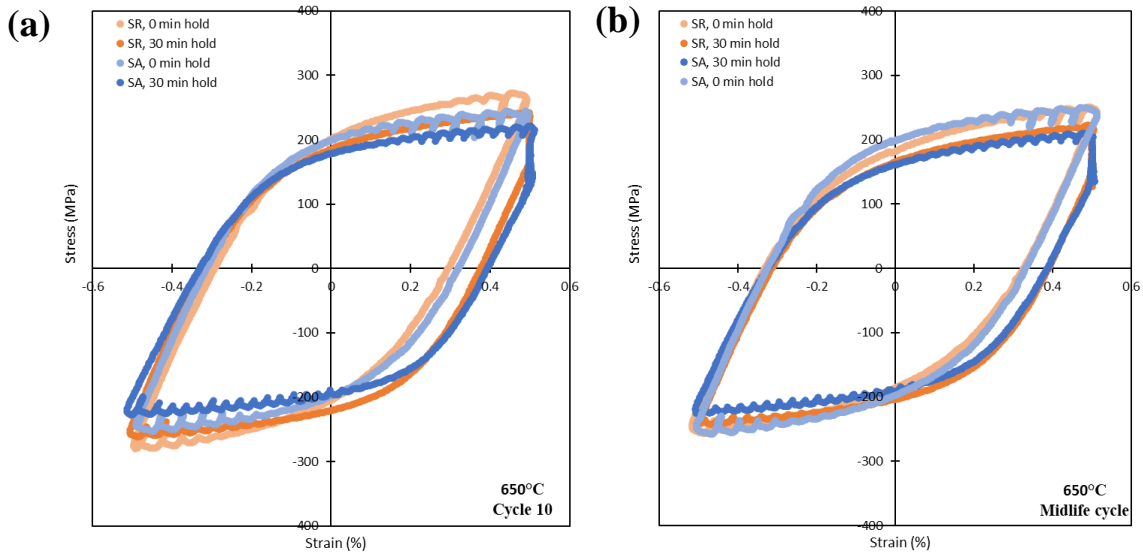 (a)
SR, 0 min hold
SR, 30 min hold
SA, 0 min hold
SA, 30 min hold
400
300
200
100
0
-100
-200
-300
400
-0.6
-0.4
-0.2
0.2
0.4
0.6
Stress (MPa)
Strain (%)
650°C
Cycle 10
(b)
SR, 0 min hold
SR, 30 min hold
SA, 30 min hold
SA, 0 min hold
400
300
200
100
0
-100
-200
-300
400
-0.6
-0.4
-0.2
0.2
0.4
0.6
Stress (MPa)
Strain (%)
650°C
Midlife cycle